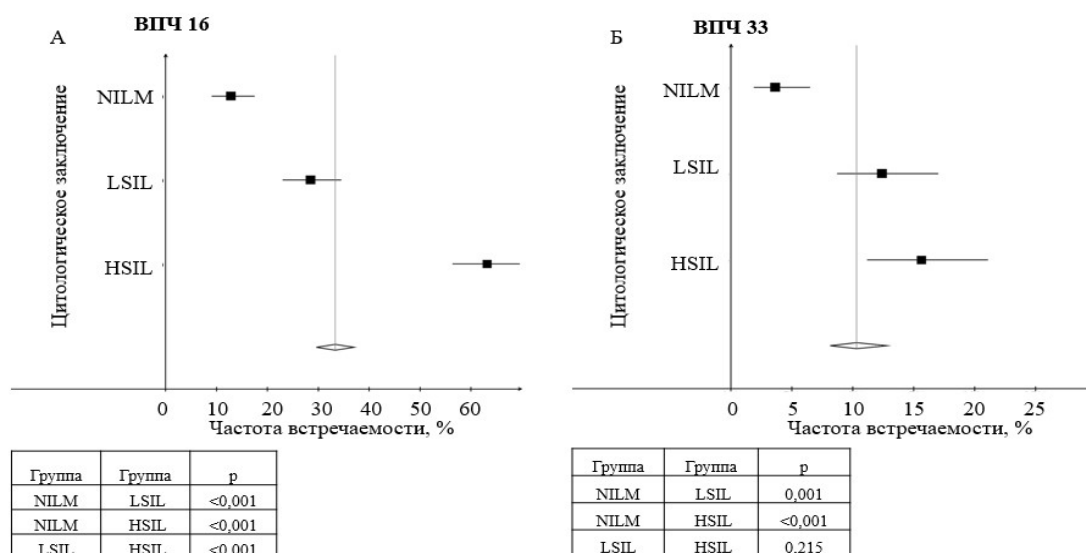 А
ВПЧ 16
Цитологическое заключение
NILM
LSIL
HSIL
0 10 20 30 40 50 60
Частота встречаемости, %
Группа Группа p
NILM LSIL <0,001
NILM HSIL <0,001
LSIL HSIL <0,001
Б
ВПЧ 33
Цитологическое заключение
NILM
LSIL
HSIL
0 5 10 15 20 25
Частота встречаемости, %
Группа Группа p
NILM LSIL 0,001
NILM HSIL <0,001
LSIL HSIL 0,215